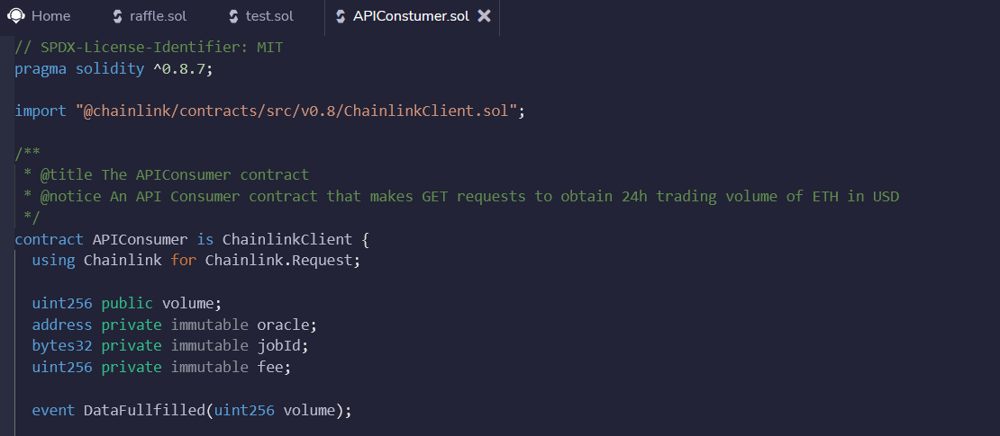 Home raffle.sol test.sol APIConstumer.sol
// SPDX-License-Identifier: MIT
pragma solidity ^0.8.7;
import "@chainlink/contracts/src/v0.8/ChainlinkClient.sol";
/**
* @title The APIConsumer contract
* @notice An API Consumer contract that makes GET requests to obtain 24h trading volume of ETH in USD
*/
contract APIConsumer is ChainlinkClient {
using Chainlink for Chainlink.Request;
uint256 public volume;
address private immutable oracle;
bytes32 private immutable jobId;
uint256 private immutable fee;
event DataFullfilled(uint256 volume);